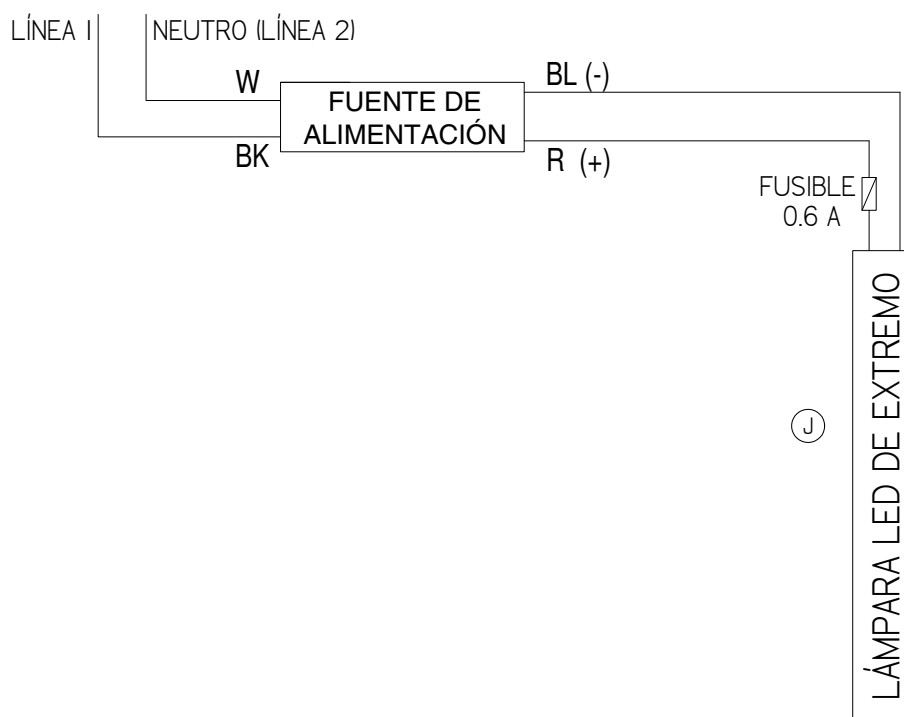 LÍNEA 1
NEUTRO (LÍNEA 2)
W
BK
FUENTE DE
ALIMENTACIÓN
BL (-)
R (+)
FUSIBLE
0.6 A
J
LÁMPARA LED DE EXTREMO